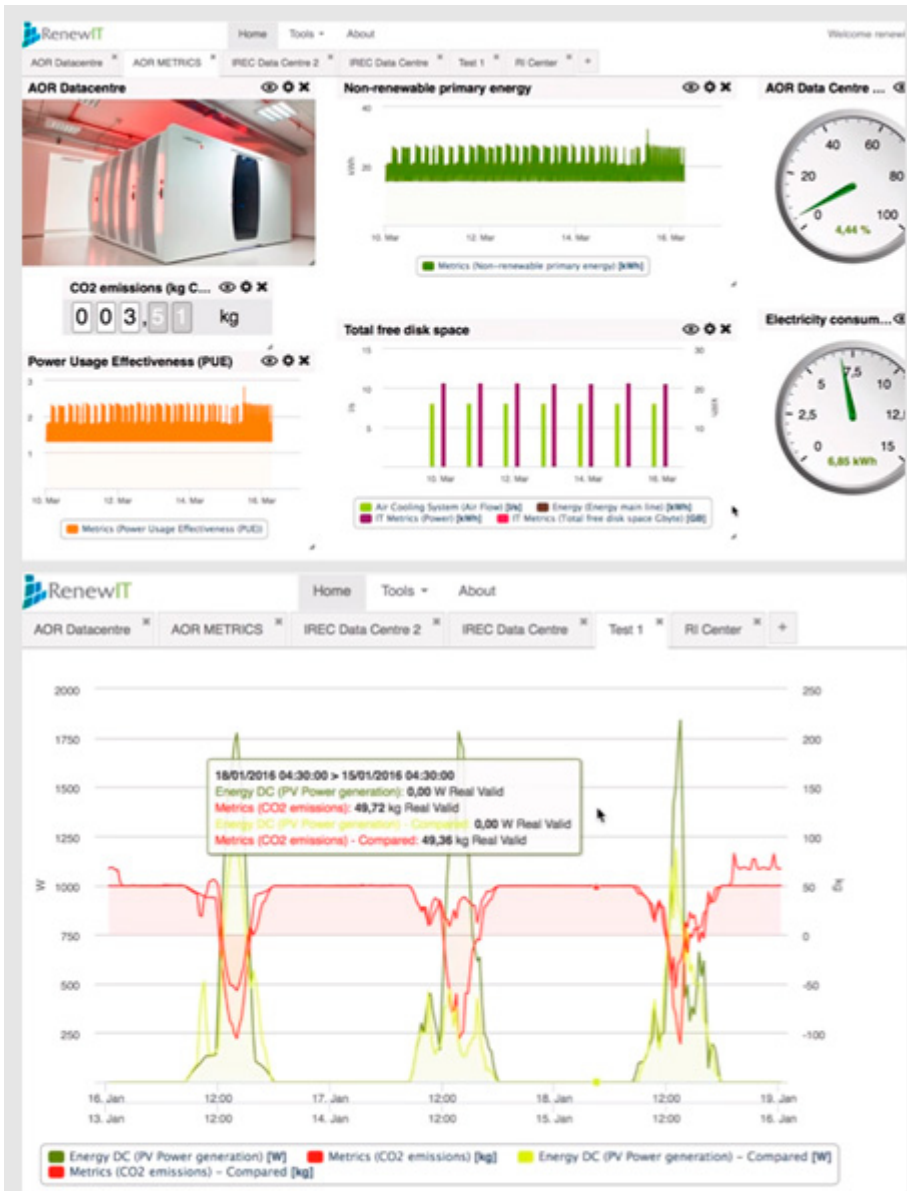 RenewIT Home Tools About Welcome renewi
AOR Datacentre AOR METRICS IREC Data Centre 2 IREC Data Centre Test 1 RI Center +
AOR Datacentre
CO2 emissions (kg C...
003,51 kg
Power Usage Effectiveness (PUE)
3
2
1
10. Mar 12. Mar 14. Mar 16. Mar
Metrics (Power Usage Effectiveness (PUE))
Non-renewable primary energy
40
20
kWh
10. Mar 12. Mar 14. Mar 16. Mar
Metrics (Non-renewable primary energy) [kWh]
Total free disk space
15 30
10 20
5 10
l/s kWh
10. Mar 12. Mar 14. Mar 16. Mar
Air Cooling System (Air Flow) [l/s] Energy (Energy main line) [kWh]
IT Metrics (Power) [kWh] IT Metrics (Total free disk space Gbyte) [GB]
AOR Data Centre ...
0 20 40 60 80 100
4,44 %
Electricity consum...
0 2,5 5 7,5 10 12, 15
6,85 kWh
RenewIT Home Tools About
AOR Datacentre AOR METRICS IREC Data Centre 2 IREC Data Centre Test 1 RI Center +
2000 250
1750 200
1500 150
1250 100
1000 50
750 0
500 -50
250 -100
W kg
18/01/2016 04:30:00 > 15/01/2016 04:30:00
Energy DC (PV Power generation): 0,00 W Real Valid
Metrics (CO2 emissions): 49,72 kg Real Valid
Energy DC (PV Power generation) - Compared: 0,00 W Real Valid
Metrics (CO2 emissions) - Compared: 49,36 kg Real Valid
16. Jan 12:00 17. Jan 12:00 18. Jan 12:00 19. Jan
13. Jan 12:00 14. Jan 12:00 15. Jan 12:00 16. Jan
Energy DC (PV Power generation) [W] Metrics (CO2 emissions) [kg] Energy DC (PV Power generation) - Compared [W]
Metrics (CO2 emissions) - Compared [kg]